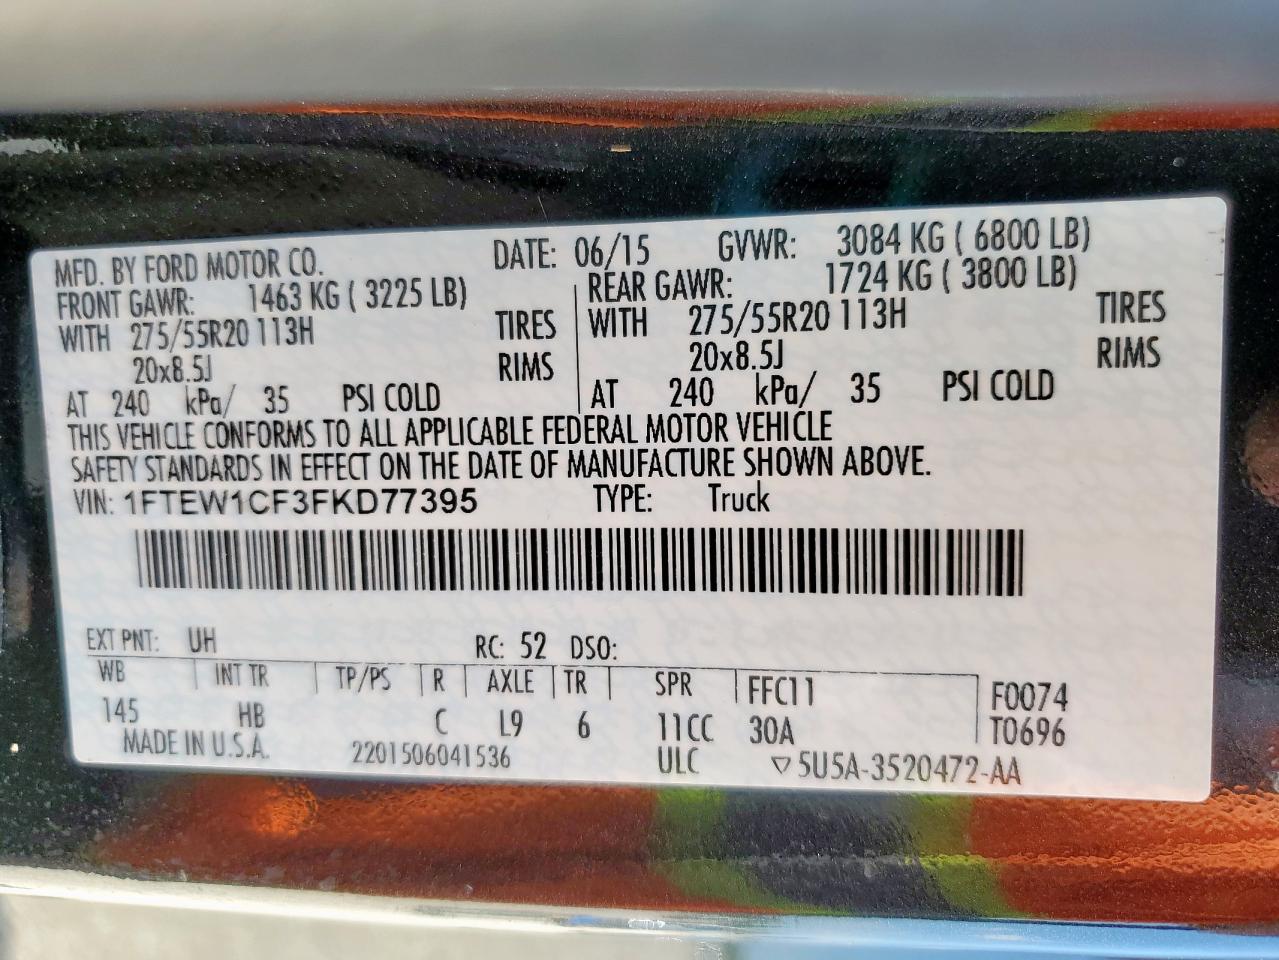 MFD. BY FORD MOTOR CO. DATE: 06/15 GVWR: 3084 KG ( 6800 LB)
FRONT GAWR: 1463 KG ( 3225 LB) REAR GAWR: 1724 KG ( 3800 LB)
WITH 275/55R20 113H TIRES WITH 275/55R20 113H TIRES
20x8.5J RIMS 20x8.5J RIMS
AT 240 kPa/ 35 PSI COLD AT 240 kPa/ 35 PSI COLD
THIS VEHICLE CONFORMS TO ALL APPLICABLE FEDERAL MOTOR VEHICLE
SAFETY STANDARDS IN EFFECT ON THE DATE OF MANUFACTURE SHOWN ABOVE.
VIN: 1FTEW1CF3FKD77395 TYPE: Truck
EXT PNT: UH RC: 52 DSO:
WB INT TR TP/PS R AXLE TR SPR FFC11 F0074
145 HB C L9 6 11CC 30A T0696
MADE IN U.S.A. 2201506041536 ULC ▽5U5A-3520472-AA